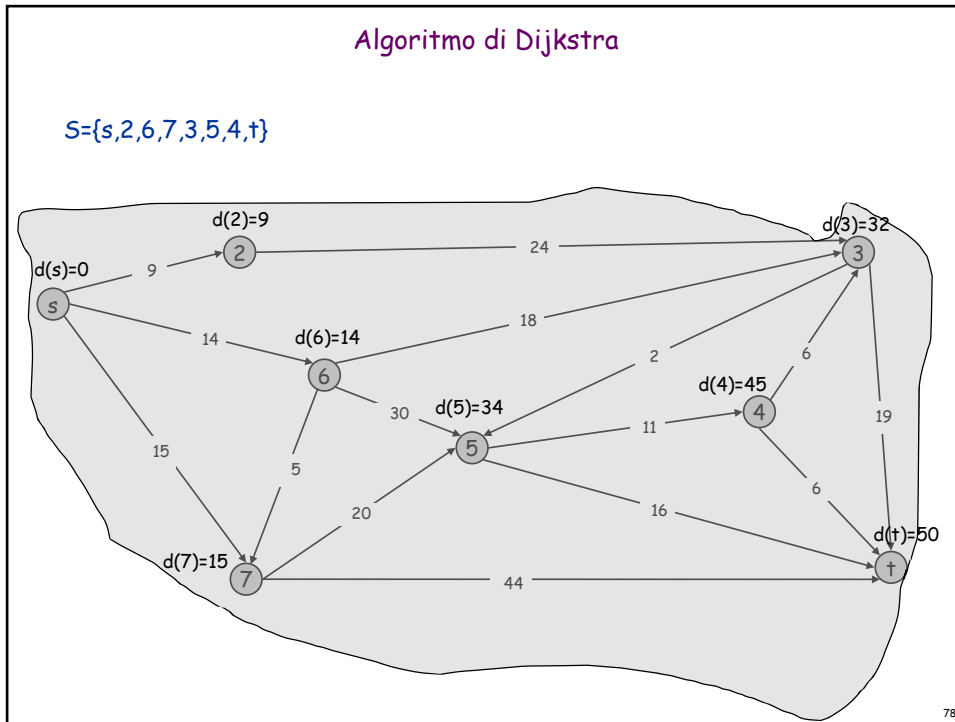 Algoritmo di Dijkstra
S={s,2,6,7,3,5,4,t}
d(2)=9
d(3)=32
2
24
3
d(s)=0
9
s
18
14
d(6)=14
2
6
6
d(4)=45
30
d(5)=34
4
19
11
15
5
5
6
20
16
d(t)=50
d(7)=15
7
44
t
78